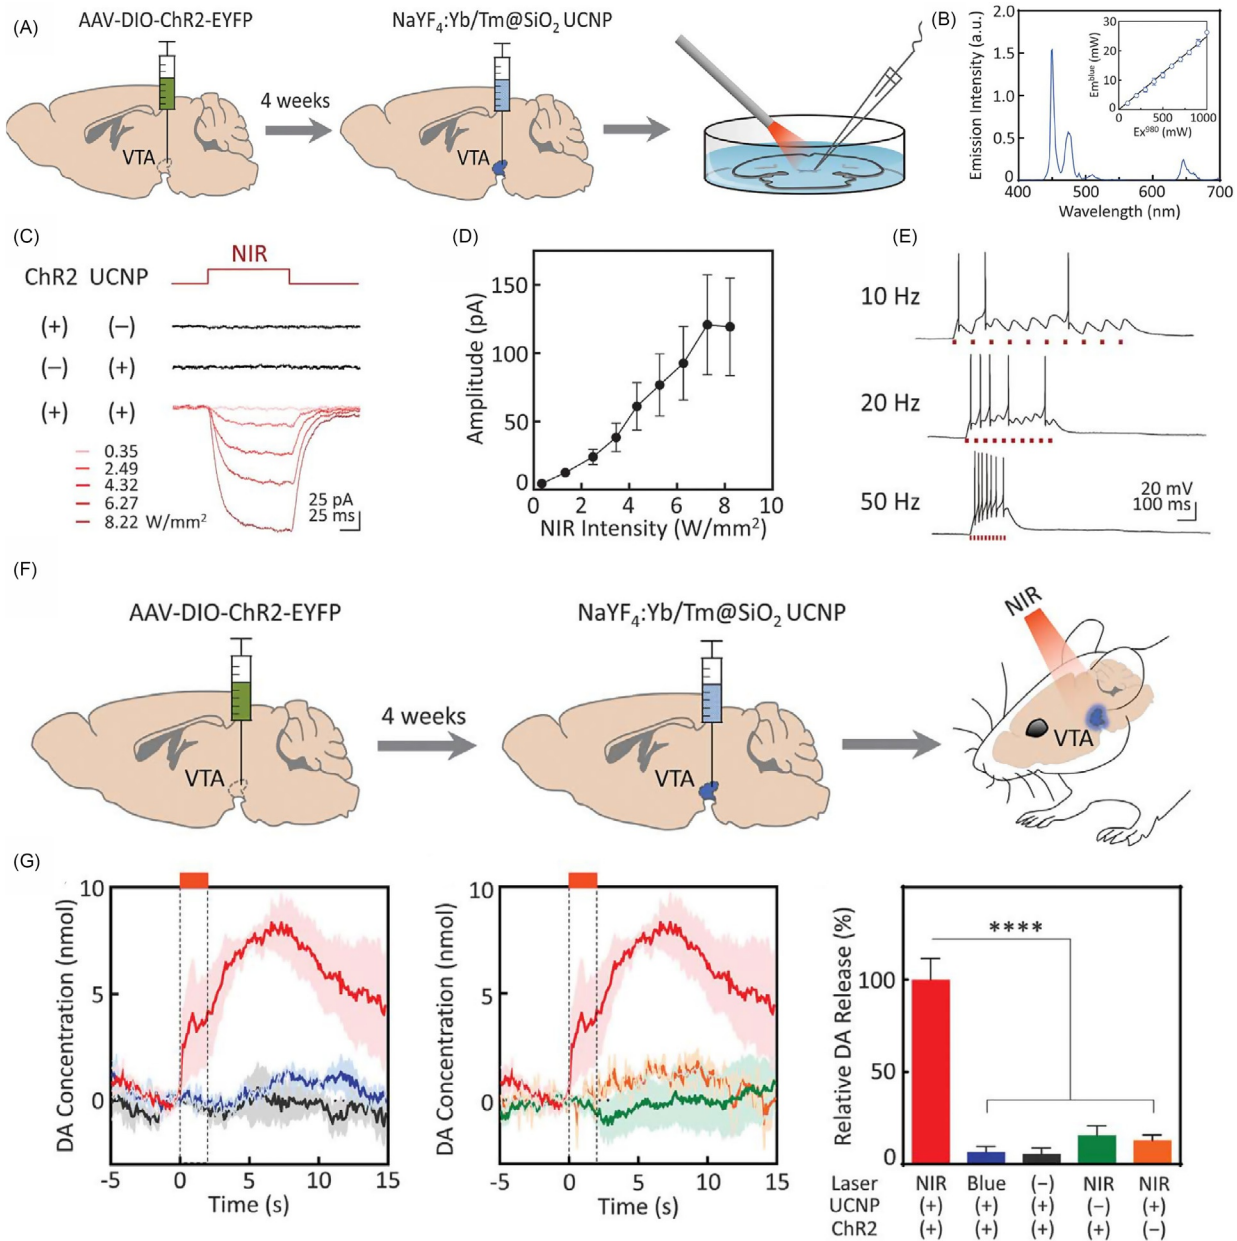 (A)
AAV-DIO-ChR2-EYFP
NaYF4:Yb/Tm@SiO2 UCNP
4 weeks
VTA
VTA
(B)
Emission Intensity (a.u.)
2.0
1.5
1.0
0.5
0
400 500 600 700
Wavelength (nm)
Em^blue (mW)
30
20
10
0
0 500 1000
Ex^980 (mW)
(C)
NIR
ChR2 UCNP
(+) (–)
(–) (+)
(+) (+)
0.35
2.49
4.32
6.27
8.22 W/mm2
25 pA
25 ms
(D)
Amplitude (pA)
150
100
50
0
0 2 4 6 8 10
NIR Intensity (W/mm2)
(E)
10 Hz
20 Hz
50 Hz
20 mV
100 ms
(F)
AAV-DIO-ChR2-EYFP
NaYF4:Yb/Tm@SiO2 UCNP
4 weeks
VTA
VTA
NIR
VTA
(G)
DA Concentration (nmol)
10
5
0
-5 0 5 10 15
Time (s)
DA Concentration (nmol)
10
5
0
-5 0 5 10 15
Time (s)
Relative DA Release (%)
****
100
50
0
Laser NIR Blue (–) NIR NIR
UCNP (+) (+) (+) (–) (+)
ChR2 (+) (+) (+) (+) (–)